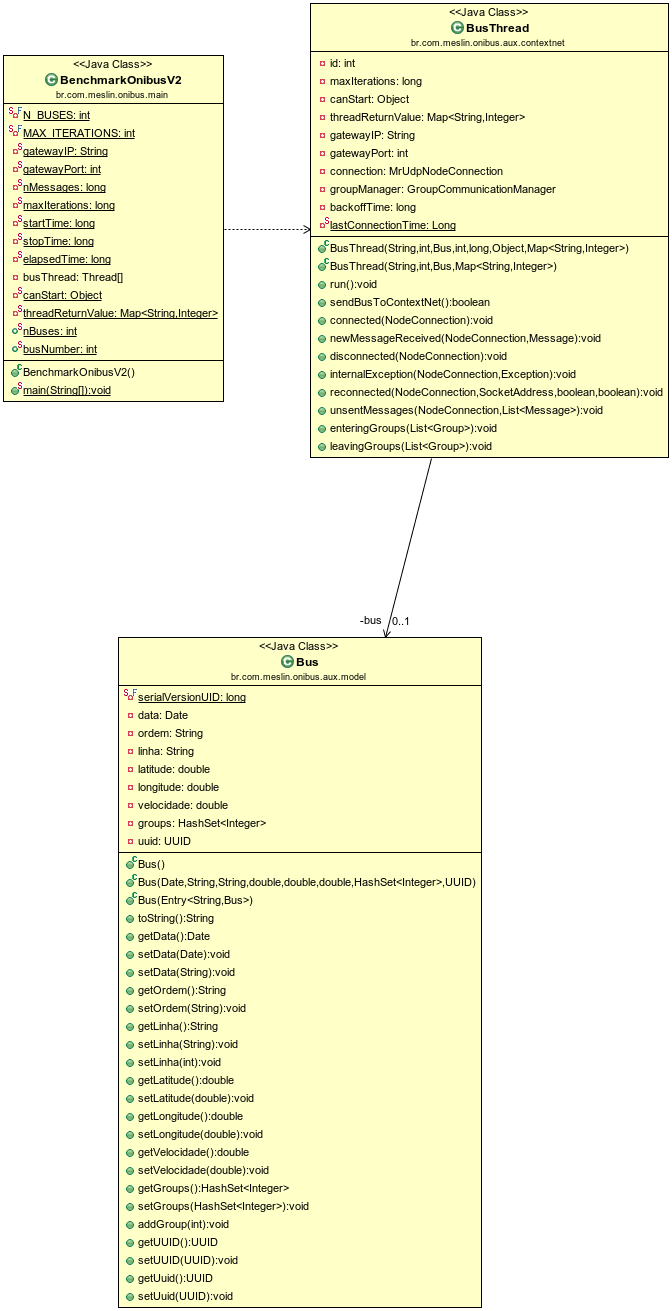 <<Java Class>>
BenchmarkOnibusV2
br.com.meslin.onibus.main
N_BUSES: int
MAX_ITERATIONS: int
gatewayIP: String
gatewayPort: int
nMessages: long
maxIterations: long
startTime: long
stopTime: long
elapsedTime: long
busThread: Thread[]
canStart: Object
threadReturnValue: Map<String,Integer>
nBuses: int
busNumber: int
BenchmarkOnibusV2()
main(String[]):void
<<Java Class>>
BusThread
br.com.meslin.onibus.aux.contextnet
id: int
maxIterations: long
canStart: Object
threadReturnValue: Map<String,Integer>
gatewayIP: String
gatewayPort: int
connection: MrUdpNodeConnection
groupManager: GroupCommunicationManager
backoffTime: long
lastConnectionTime: Long
BusThread(String,int,Bus,int,long,Object,Map<String,Integer>)
BusThread(String,int,Bus,Map<String,Integer>)
run():void
sendBusToContextNet():boolean
connected(NodeConnection):void
newMessageReceived(NodeConnection,Message):void
disconnected(NodeConnection):void
internalException(NodeConnection,Exception):void
reconnected(NodeConnection,SocketAddress,boolean,boolean):void
unsentMessages(NodeConnection,List<Message>):void
enteringGroups(List<Group>):void
leavingGroups(List<Group>):void
-bus 0..1
<<Java Class>>
Bus
br.com.meslin.onibus.aux.model
serialVersionUID: long
data: Date
ordem: String
linha: String
latitude: double
longitude: double
velocidade: double
groups: HashSet<Integer>
uuid: UUID
Bus()
Bus(Date,String,String,double,double,double,HashSet<Integer>,UUID)
Bus(Entry<String,Bus>)
toString():String
getData():Date
setData(Date):void
setData(String):void
getOrdem():String
setOrdem(String):void
getLinha():String
setLinha(String):void
setLinha(int):void
getLatitude():double
setLatitude(double):void
getLongitude():double
setLongitude(double):void
getVelocidade():double
setVelocidade(double):void
getGroups():HashSet<Integer>
setGroups(HashSet<Integer>):void
addGroup(int):void
getUUID():UUID
setUUID(UUID):void
getUuid():UUID
setUuid(UUID):void